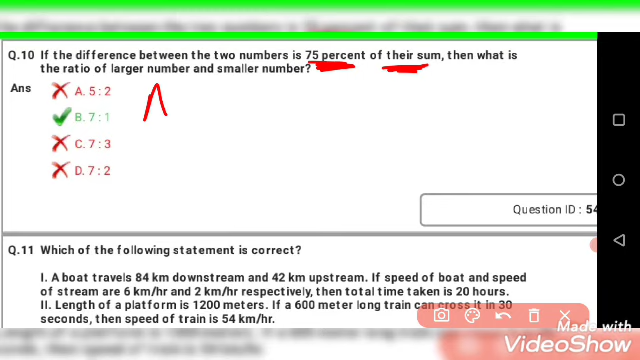 Q.10 If the difference between the two numbers is 75 percent of their sum, then what is
the ratio of larger number and smaller number?
Ans
A. 5 : 2
B. 7 : 1
C. 7 : 3
D. 7 : 2
Question ID : 54
Q.11 Which of the following statement is correct?
I. A boat travels 84 km downstream and 42 km upstream. If speed of boat and speed
of stream are 6 km/hr and 2 km/hr respectively, then total time taken is 20 hours.
II. Length of a platform is 1200 meters. If a 600 meter long train can cross it in 30
seconds, then speed of train is 54 km/hr.
Made with
VideoShow